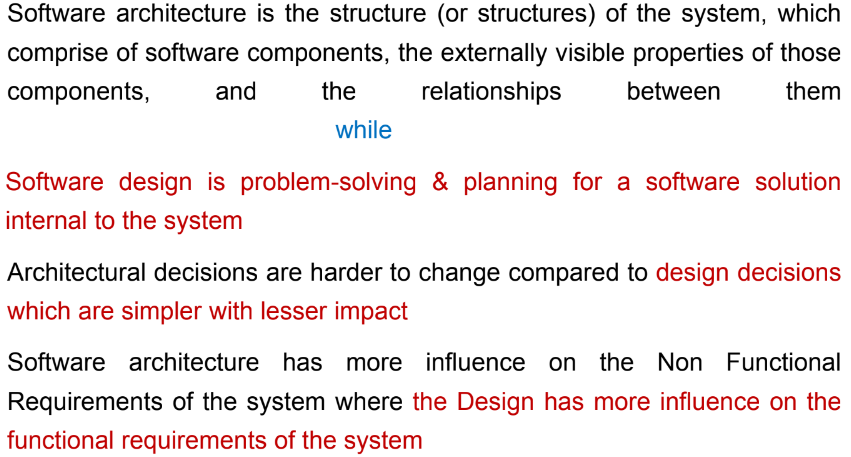 Software architecture is the structure (or structures) of the system, which
comprise of software components, the externally visible properties of those
components, and the relationships between them
while
Software design is problem-solving & planning for a software solution
internal to the system
Architectural decisions are harder to change compared to design decisions
which are simpler with lesser impact
Software architecture has more influence on the Non Functional
Requirements of the system where the Design has more influence on the
functional requirements of the system